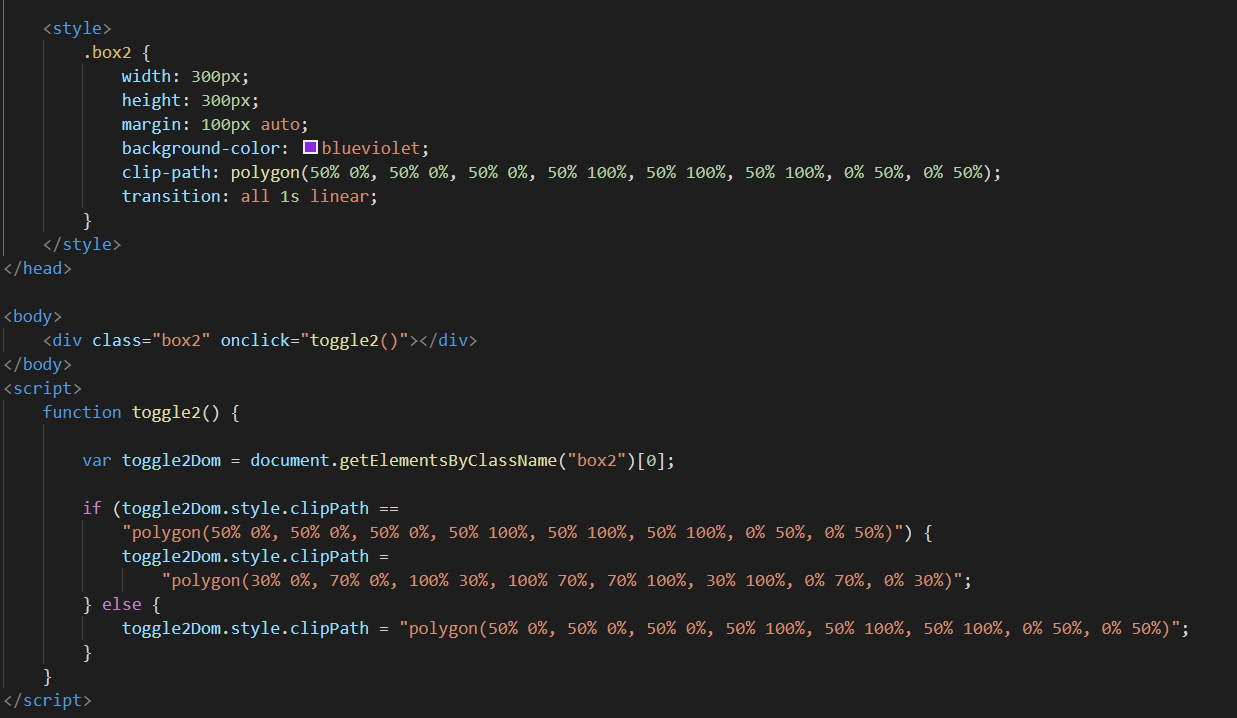 <style>
.box2 {
width: 300px;
height: 300px;
margin: 100px auto;
background-color: blueviolet;
clip-path: polygon(50% 0%, 50% 0%, 50% 0%, 50% 100%, 50% 100%, 50% 100%, 0% 50%, 0% 50%);
transition: all 1s linear;
}
</style>
</head>
<body>
<div class="box2" onclick="toggle2()"></div>
</body>
<script>
function toggle2() {
var toggle2Dom = document.getElementsByClassName("box2")[0];
if (toggle2Dom.style.clipPath ==
"polygon(50% 0%, 50% 0%, 50% 0%, 50% 100%, 50% 100%, 50% 100%, 0% 50%, 0% 50%)") {
toggle2Dom.style.clipPath =
"polygon(30% 0%, 70% 0%, 100% 30%, 100% 70%, 70% 100%, 30% 100%, 0% 70%, 0% 30%)";
} else {
toggle2Dom.style.clipPath = "polygon(50% 0%, 50% 0%, 50% 0%, 50% 100%, 50% 100%, 50% 100%, 0% 50%, 0% 50%)";
}
}
</script>